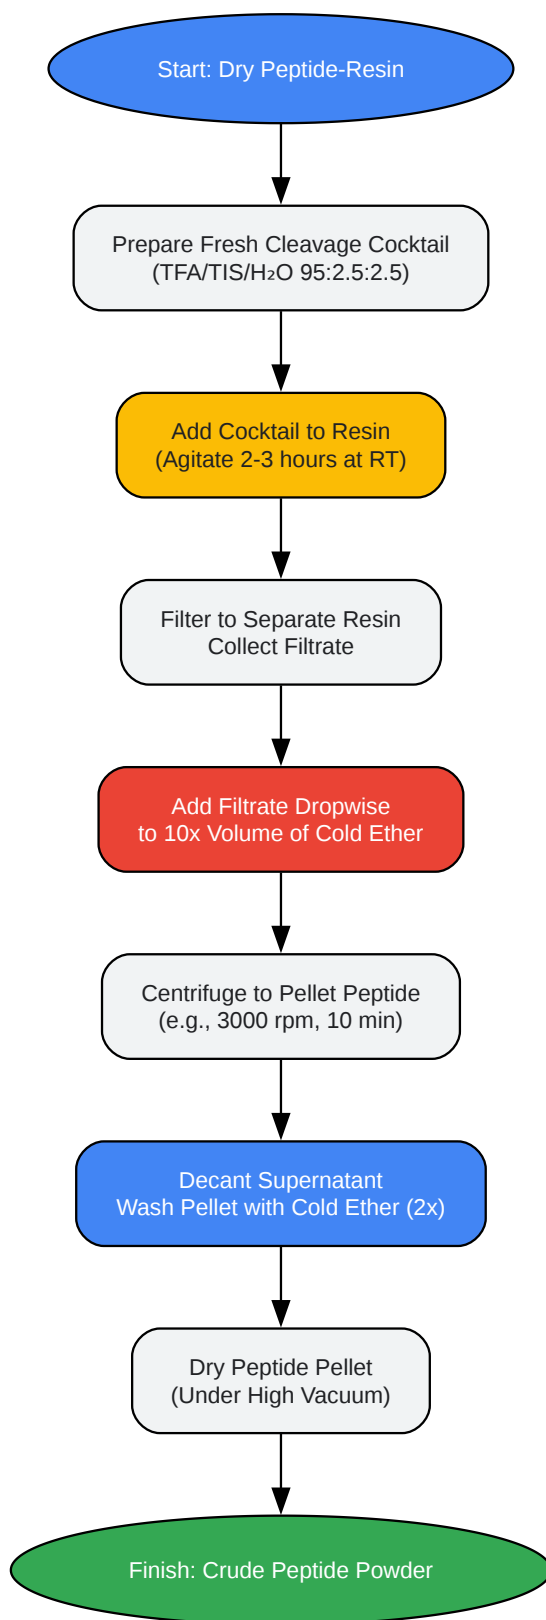 Start: Dry Peptide-Resin
Prepare Fresh Cleavage Cocktail
(TFA/TIS/H₂O 95:2.5:2.5)
Add Cocktail to Resin
(Agitate 2-3 hours at RT)
Filter to Separate Resin
Collect Filtrate
Add Filtrate Dropwise
to 10x Volume of Cold Ether
Centrifuge to Pellet Peptide
(e.g., 3000 rpm, 10 min)
Decant Supernatant
Wash Pellet with Cold Ether (2x)
Dry Peptide Pellet
(Under High Vacuum)
Finish: Crude Peptide Powder